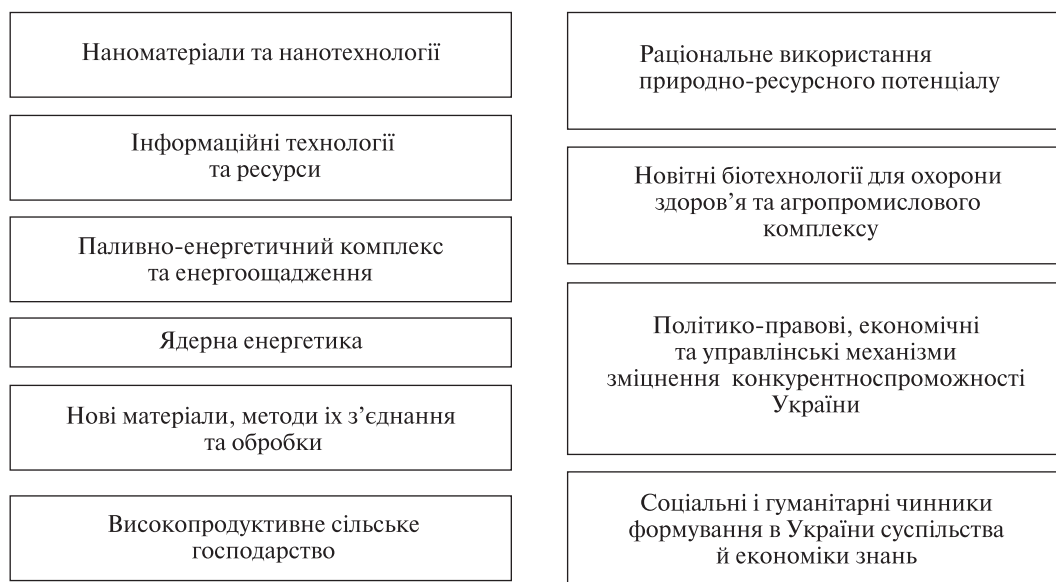 Наноматеріали та нанотехнології
Інформаційні технології
та ресурси
Паливно-енергетичний комплекс
та енергоощадження
Ядерна енергетика
Нові матеріали, методи їх з’єднання
та обробки
Високопродуктивне сільське
господарство
Раціональне використання
природно-ресурсного потенціалу
Новітні біотехнології для охорони
здоров’я та агропромислового
комплексу
Політико-правові, економічні
та управлінські механізми
зміцнення конкурентноспроможності
України
Соціальні і гуманітарні чинники
формування в України суспільства
й економіки знань